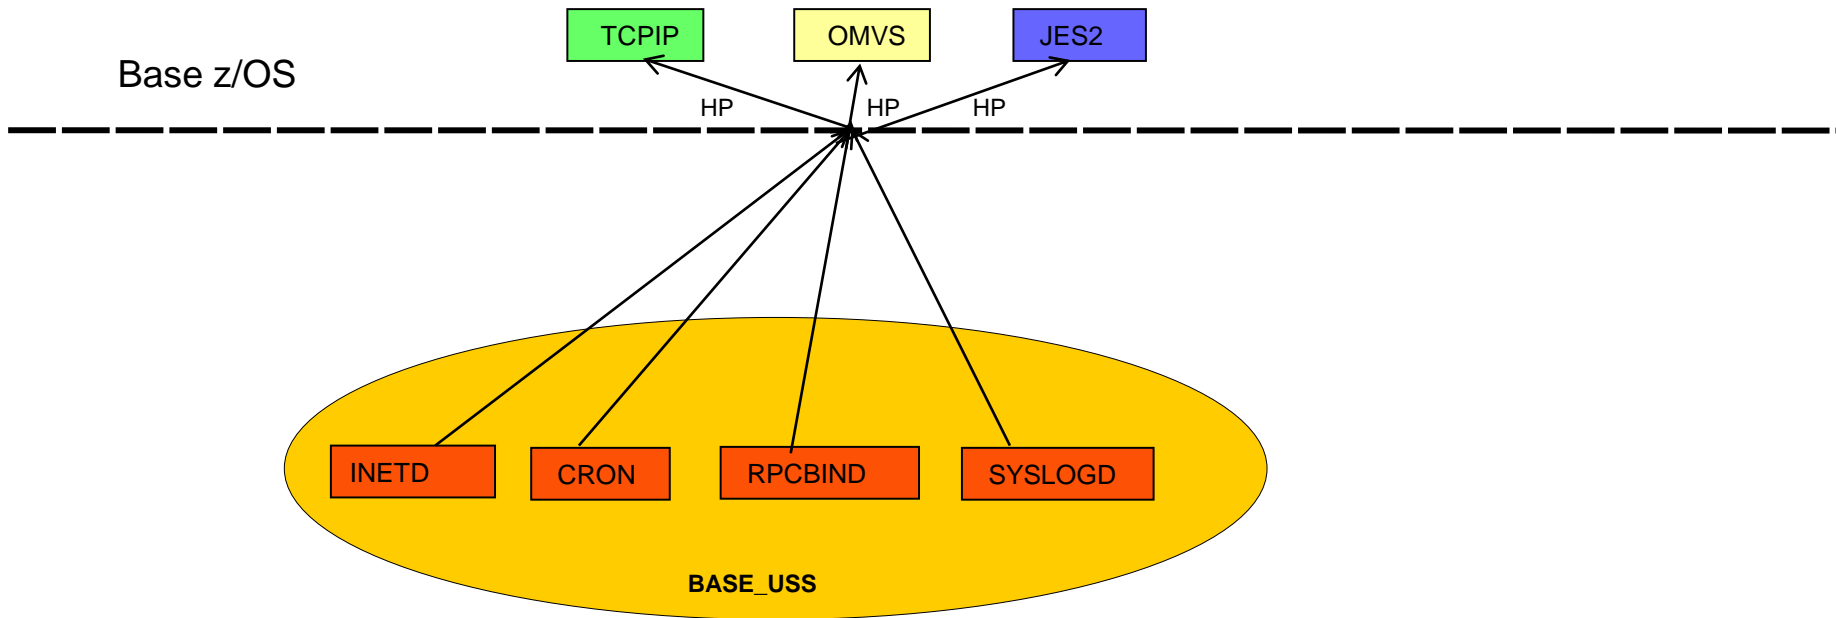 TCPIP
OMVS
JES2
Base z/OS
HP
HP
HP
INETD
CRON
RPCBIND
SYSLOGD
BASE_USS